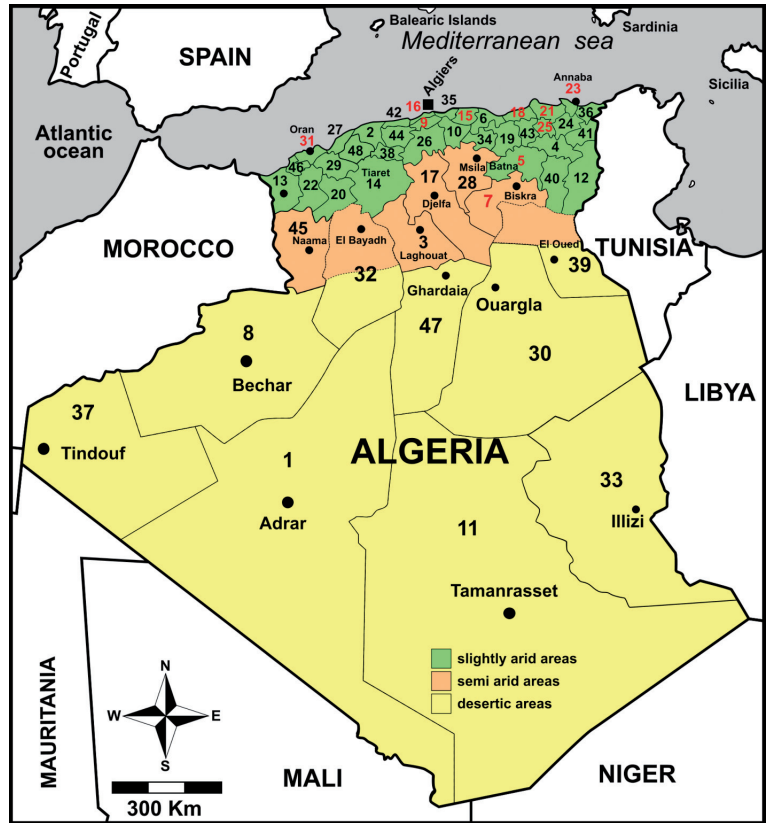 Balearic Islands
Sardinia
Portugal
SPAIN
Mediterranean sea
Algiers
Annaba
Sicilia
Atlantic
ocean
16
23
42
35
9
15
6
18
21
36
Oran
27
31
2
44
26
10
34
19
43
25
24
41
4
46
48
38
29
13
22
20
Tiaret
14
Msila
Batna
5
40
12
17
28
Djelfa
7
Biskra
MOROCCO
TUNISIA
45
Naama
El Bayadh
32
3
Laghouat
El Oued
39
Ghardaia
Ouargla
47
8
Bechar
30
LIBYA
37
Tindouf
ALGERIA
1
Adrar
33
Illizi
11
Tamanrasset
slightly arid areas
semi arid areas
desertic areas
MAURITANIA
N
W
E
S
300 Km
MALI
NIGER